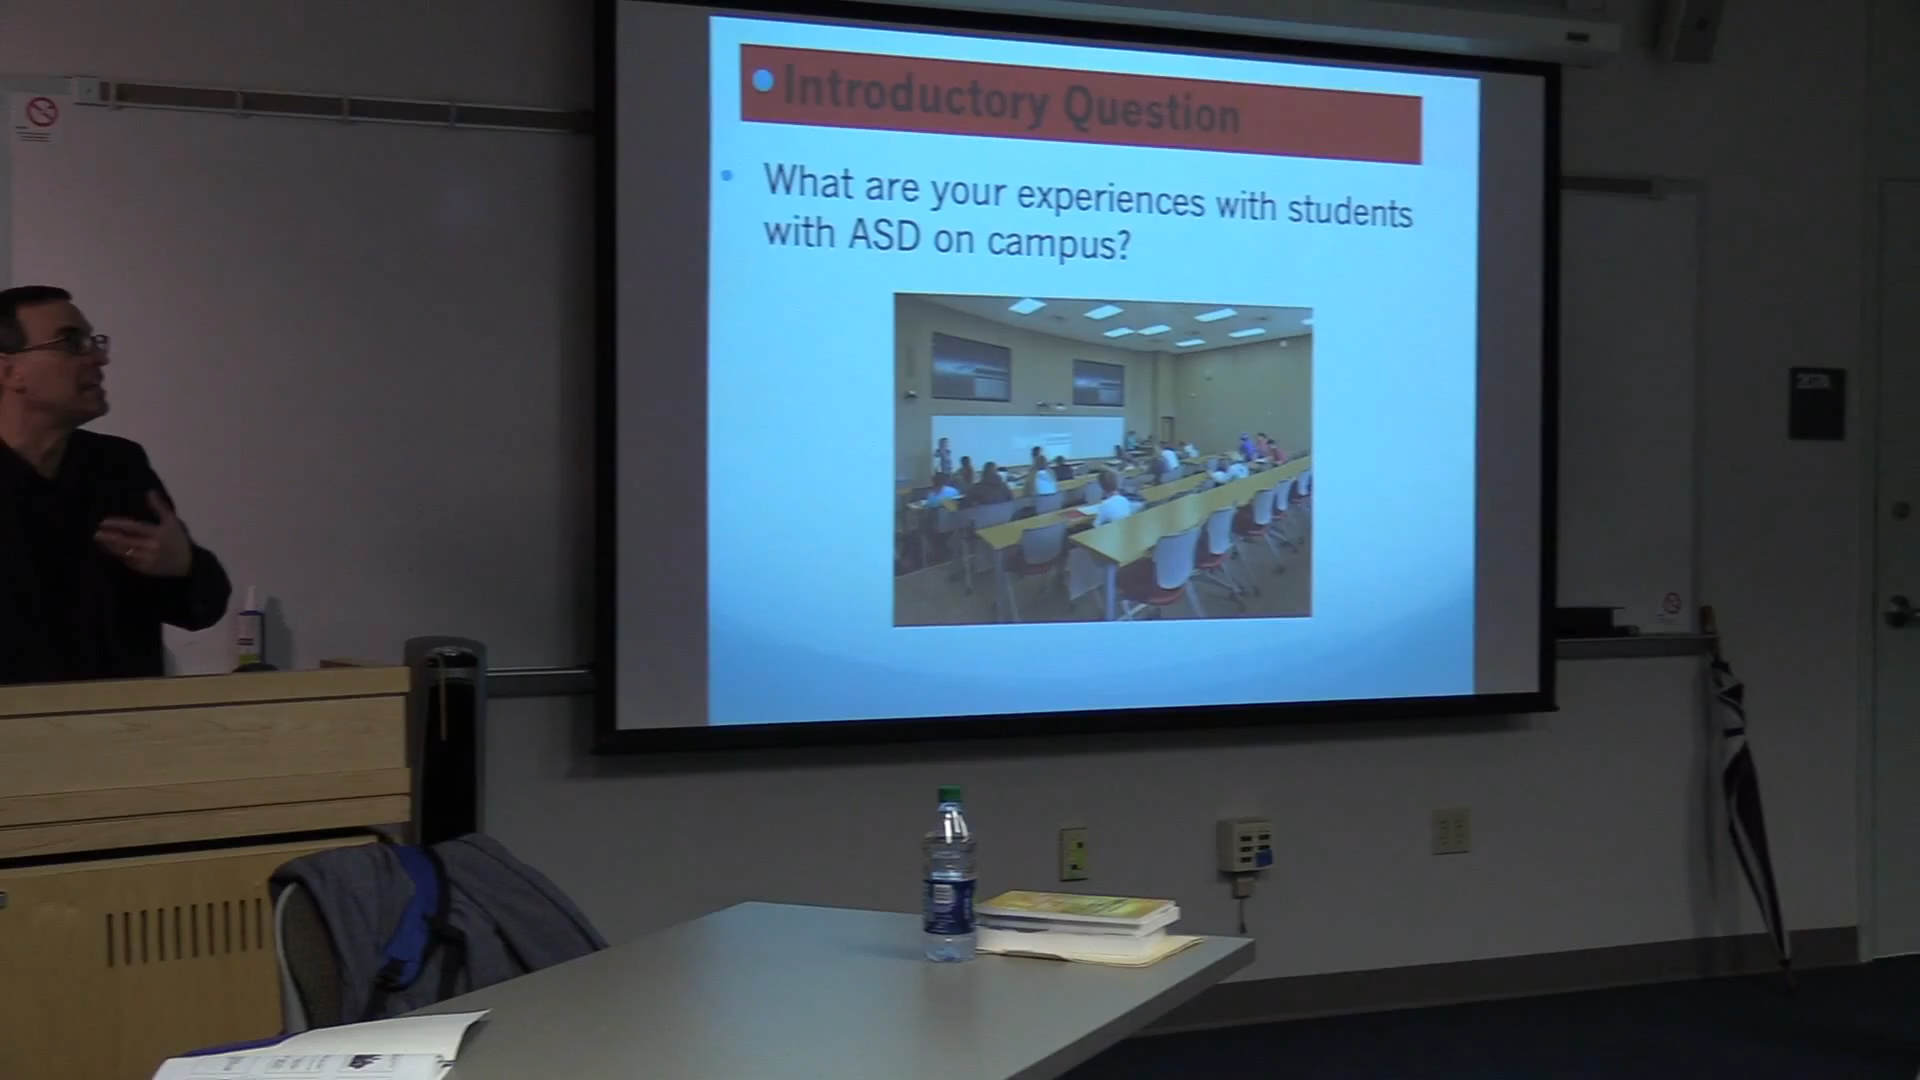 Introductory Question
What are your experiences with students
with ASD on campus?